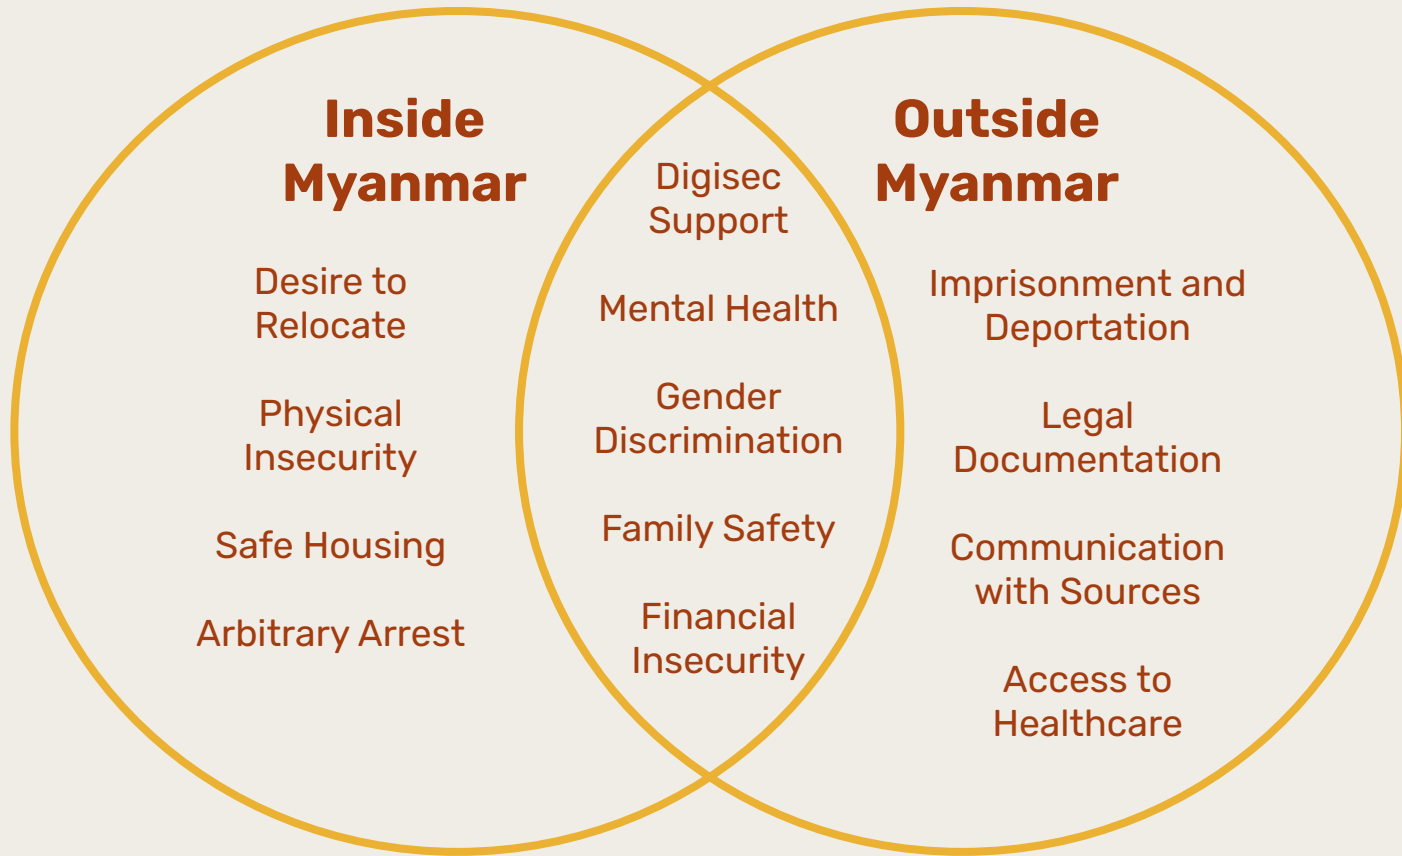 Inside
Myanmar
Desire to
Relocate
Physical
Insecurity
Safe Housing
Arbitrary Arrest
Digisec
Support
Mental Health
Gender
Discrimination
Family Safety
Financial
Insecurity
Outside
Myanmar
Imprisonment and
Deportation
Legal
Documentation
Communication
with Sources
Access to
Healthcare